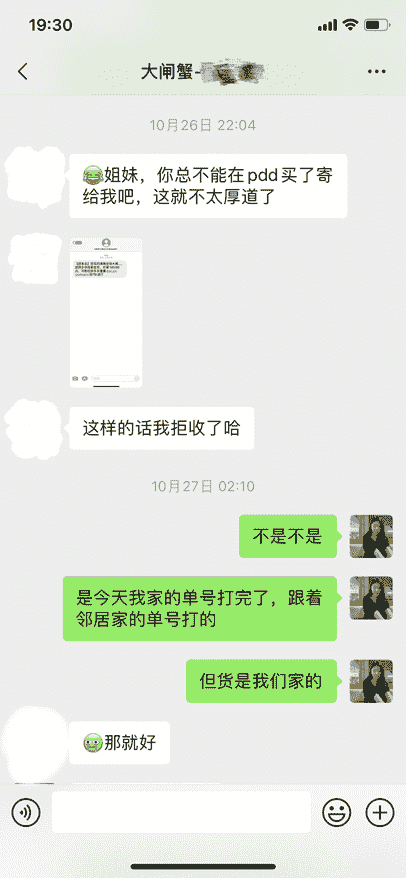 19:30
大闸蟹-
10月26日 22:04
姐妹，你总不能在pdd买了寄
给我吧，这就不太厚道了
这样的话我拒收了哈
10月27日 02:10
不是不是
是今天我家的单号打完了，跟着
邻居家的单号打的
但货是我们家的
那就好